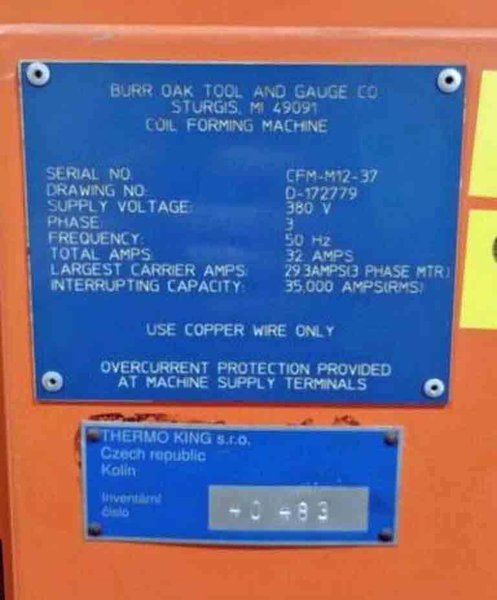 BURR OAK TOOL AND GAUGE CO
STURGIS, MI 49091
COIL FORMING MACHINE
SERIAL NO. CFM-M12-37
DRAWING NO: D-172779
SUPPLY VOLTAGE: 380 V
PHASE: 3
FREQUENCY: 50 Hz
TOTAL AMPS: 32 AMPS
LARGEST CARRIER AMPS: 29.3AMPS(3 PHASE MTR)
INTERRUPTING CAPACITY: 35,000 AMPS(RMS)
USE COPPER WIRE ONLY
OVERCURRENT PROTECTION PROVIDED
AT MACHINE SUPPLY TERMINALS
THERMO KING s.r.o.
Czech republic
Kolín
Inventární
číslo
40 483